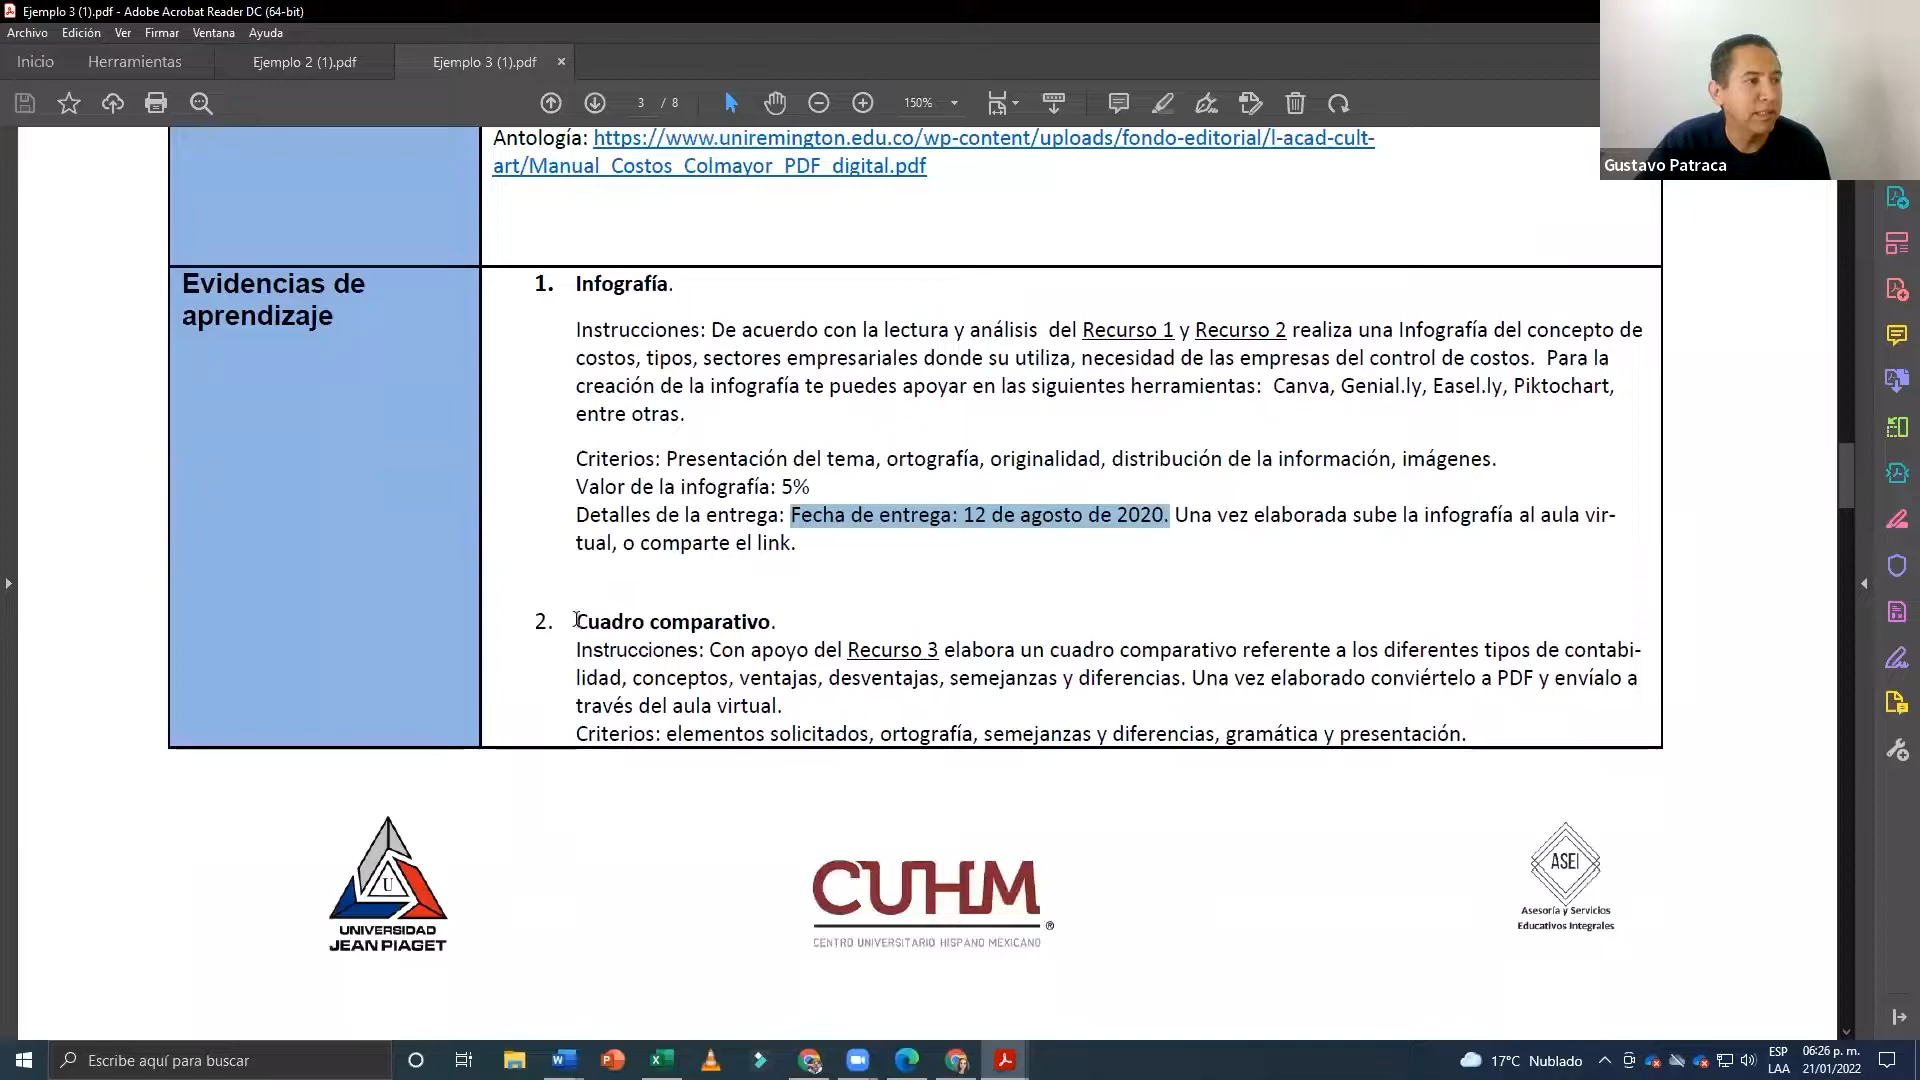 Ejemplo 3 (1).pdf - Adobe Acrobat Reader DC (64-bit)
Archivo Edición Ver Firmar Ventana Ayuda
Inicio Herramientas Ejemplo 2 (1).pdf Ejemplo 3 (1).pdf ×
3 / 8 150%
Gustavo Patraca
Antología: https://www.uniremington.edu.co/wp-content/uploads/fondo-editorial/l-acad-cult-
art/Manual_Costos_Colmayor_PDF_digital.pdf
Evidencias de
aprendizaje
1. Infografía.
Instrucciones: De acuerdo con la lectura y análisis del Recurso 1 y Recurso 2 realiza una Infografía del concepto de
costos, tipos, sectores empresariales donde su utiliza, necesidad de las empresas del control de costos. Para la
creación de la infografía te puedes apoyar en las siguientes herramientas: Canva, Genial.ly, Easel.ly, Piktochart,
entre otras.
Criterios: Presentación del tema, ortografía, originalidad, distribución de la información, imágenes.
Valor de la infografía: 5%
Detalles de la entrega: Fecha de entrega: 12 de agosto de 2020. Una vez elaborada sube la infografía al aula vir-
tual, o comparte el link.
2. Cuadro comparativo.
Instrucciones: Con apoyo del Recurso 3 elabora un cuadro comparativo referente a los diferentes tipos de contabi-
lidad, conceptos, ventajas, desventajas, semejanzas y diferencias. Una vez elaborado conviértelo a PDF y envíalo a
través del aula virtual.
Criterios: elementos solicitados, ortografía, semejanzas y diferencias, gramática y presentación.
U
UNIVERSIDAD
JEAN PIAGET
CUHM®
CENTRO UNIVERSITARIO HISPANO MEXICANO
ASEI
Asesoría y Servicios
Educativos Integrales
Escribe aquí para buscar
17°C Nublado
ESP
LAA
06:26 p. m.
21/01/2022